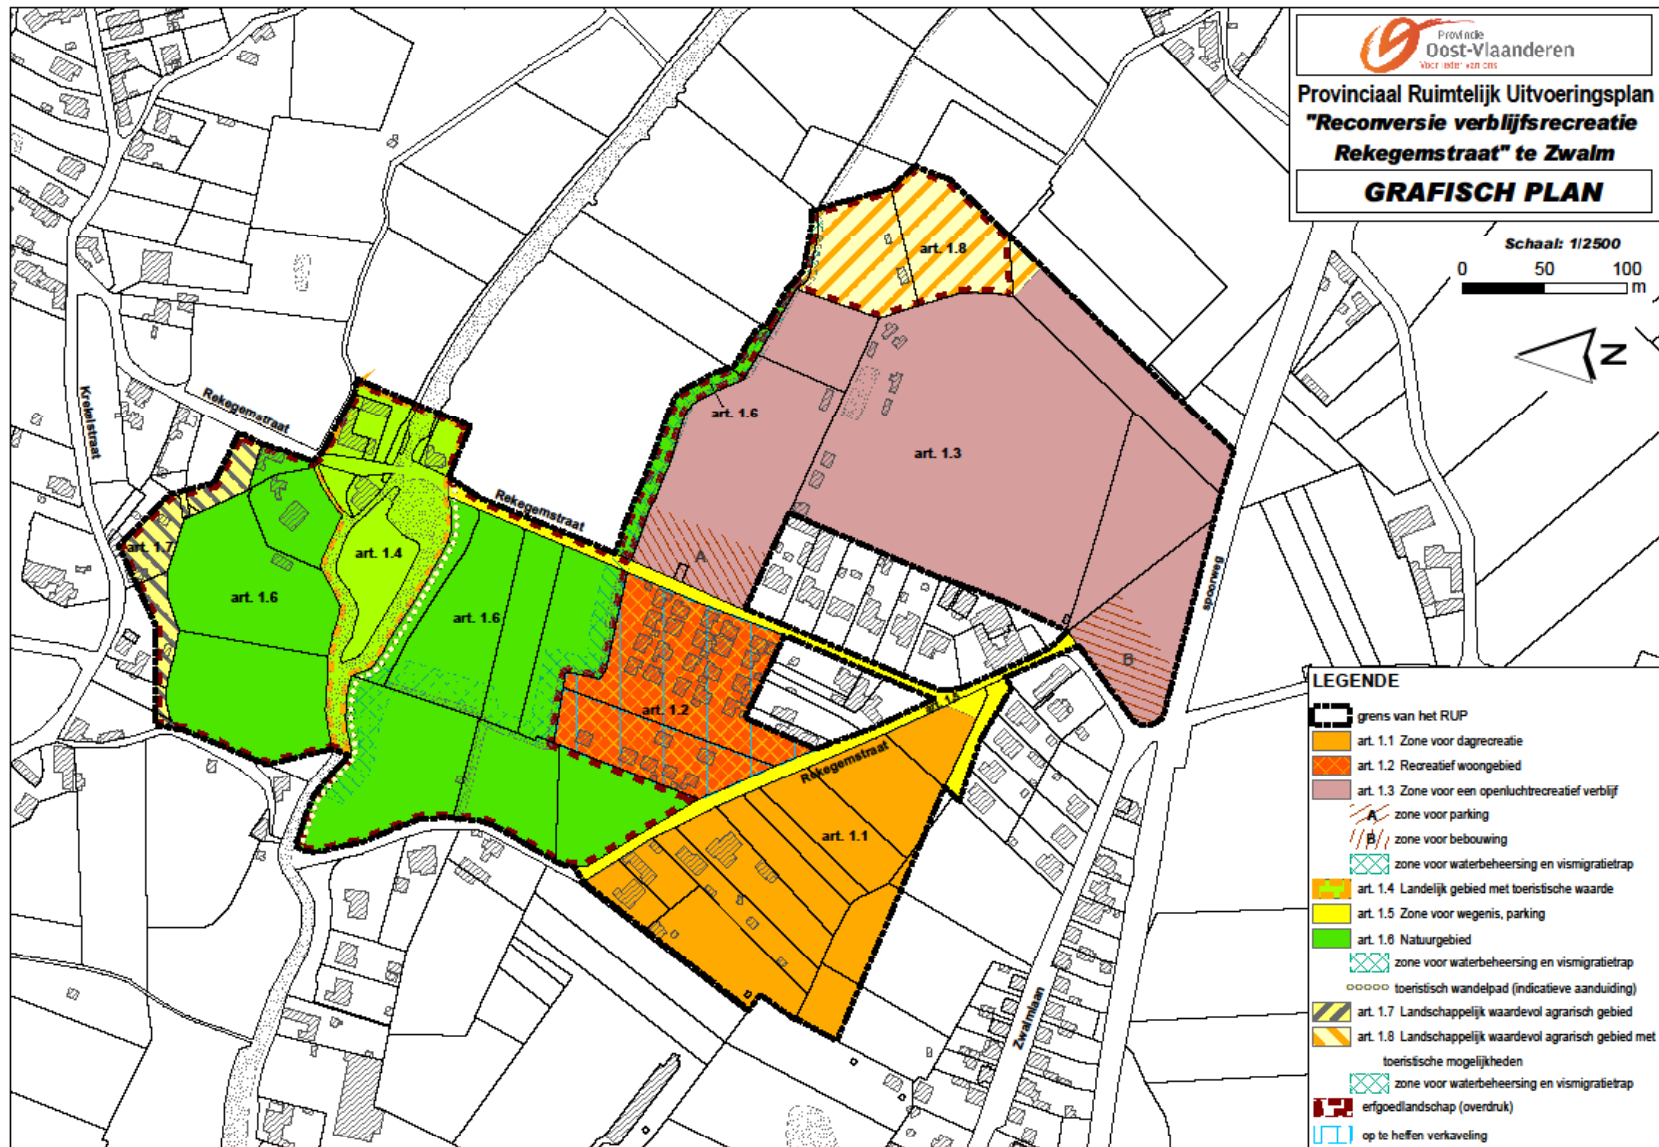 Provincie
Oost-Vlaanderen
Voor ieder van ons
Provinciaal Ruimtelijk Uitvoeringsplan
"Reconversie verblijfsrecreatie
Rekegemstraat" te Zwalm
GRAFISCH PLAN
Schaal: 1/2500
0 50 100
m
N
art. 1.8
Krekelstraat
Rekegemstraat
art. 1.6
art. 1.3
Rekegemstraat
art. 1.7
art. 1.4
A
art. 1.6
art. 1.6
spoorweg
B
art. 1.2
art. 1.5
Rekegemstraat
art. 1.1
Zwalmlaan
LEGENDE
grens van het RUP
art. 1.1 Zone voor dagrecreatie
art. 1.2 Recreatief woongebied
art. 1.3 Zone voor een openluchtrecreatief verblijf
A zone voor parking
B zone voor bebouwing
zone voor waterbeheersing en vismigratietrap
art. 1.4 Landelijk gebied met toeristische waarde
art. 1.5 Zone voor wegenis, parking
art. 1.6 Natuurgebied
zone voor waterbeheersing en vismigratietrap
toeristisch wandelpad (indicatieve aanduiding)
art. 1.7 Landschappelijk waardevol agrarisch gebied
art. 1.8 Landschappelijk waardevol agrarisch gebied met
toeristische mogelijkheden
zone voor waterbeheersing en vismigratietrap
erfgoedlandschap (overdruk)
op te heffen verkaveling